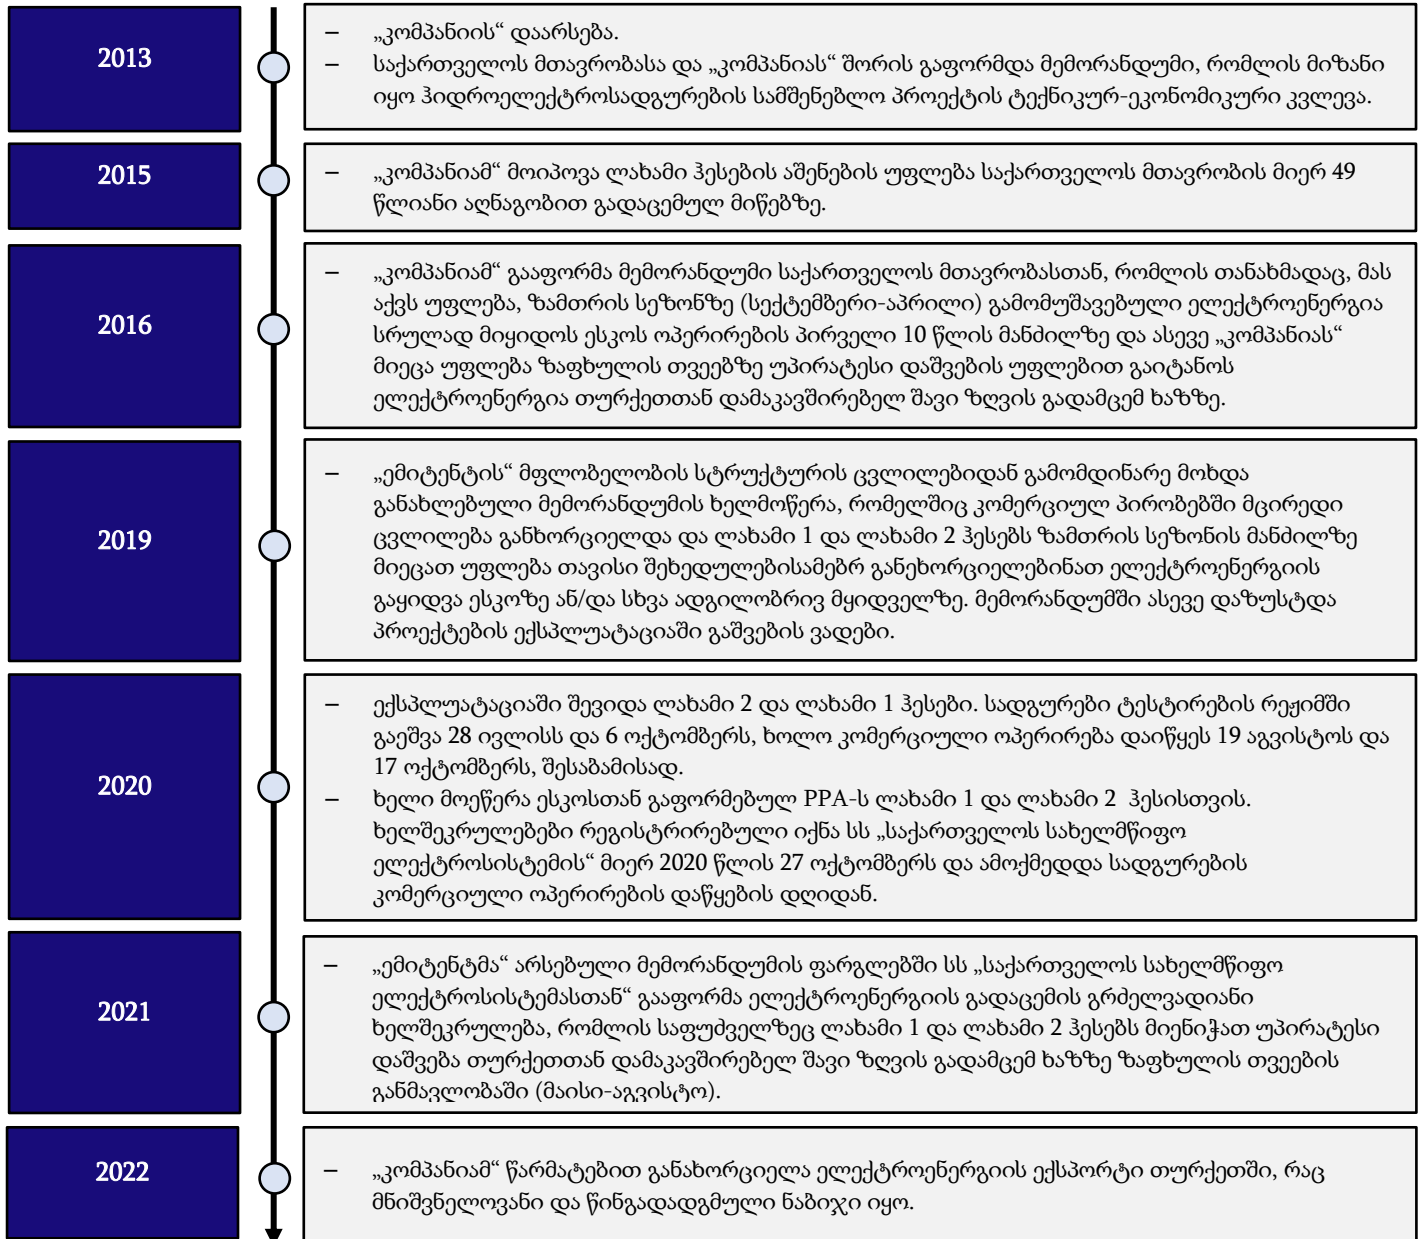 2013
– „კომპანიის“ დაარსება.
– საქართველოს მთავრობასა და „კომპანიას“ შორის გაფორმდა მემორანდუმი, რომლის მიზანი
იყო ჰიდროელექტროსადგურების სამშენებლო პროექტის ტექნიკურ-ეკონომიკური კვლევა.
2015
– „კომპანიამ“ მოიპოვა ლახამი ჰესების აშენების უფლება საქართველოს მთავრობის მიერ 49
წლიანი აღნაგობით გადაცემულ მიწებზე.
2016
– „კომპანიამ“ გააფორმა მემორანდუმი საქართველოს მთავრობასთან, რომლის თანახმადაც, მას
აქვს უფლება, ზამთრის სეზონზე (სექტემბერი-აპრილი) გამომუშავებული ელექტროენერგია
სრულად მიყიდოს ესკოს ოპერირების პირველი 10 წლის მანძილზე და ასევე „კომპანიას“
მიეცა უფლება ზაფხულის თვეებზე უპირატესი დაშვების უფლებით გაიტანოს
ელექტროენერგია თურქეთთან დამაკავშირებელ შავი ზღვის გადამცემ ხაზზე.
2019
– „ემიტენტის“ მფლობელობის სტრუქტურის ცვლილებიდან გამომდინარე მოხდა
განახლებული მემორანდუმის ხელმოწერა, რომელშიც კომერციულ პირობებში მცირედი
ცვლილება განხორციელდა და ლახამი 1 და ლახამი 2 ჰესებს ზამთრის სეზონის მანძილზე
მიეცათ უფლება თავისი შეხედულებისამებრ განეხორციელებინათ ელექტროენერგიის
გაყიდვა ესკოზე ან/და სხვა ადგილობრივ მყიდველზე. მემორანდუმში ასევე დაზუსტდა
პროექტების ექსპლუატაციაში გაშვების ვადები.
2020
– ექსპლუატაციაში შევიდა ლახამი 2 და ლახამი 1 ჰესები. სადგურები ტესტირების რეჟიმში
გაეშვა 28 ივლისს და 6 ოქტომბერს, ხოლო კომერციული ოპერირება დაიწყეს 19 აგვისტოს და
17 ოქტომბერს, შესაბამისად.
– ხელი მოეწერა ესკოსთან გაფორმებულ PPA-ს ლახამი 1 და ლახამი 2 ჰესისთვის.
ხელშეკრულებები რეგისტრირებული იქნა სს „საქართველოს სახელმწიფო
ელექტროსისტემის“ მიერ 2020 წლის 27 ოქტომბერს და ამოქმედდა სადგურების
კომერციული ოპერირების დაწყების დღიდან.
2021
– „ემიტენტმა“ არსებული მემორანდუმის ფარგლებში სს „საქართველოს სახელმწიფო
ელექტროსისტემასთან“ გააფორმა ელექტროენერგიის გადაცემის გრძელვადიანი
ხელშეკრულება, რომლის საფუძველზეც ლახამი 1 და ლახამი 2 ჰესებს მიენიჭათ უპირატესი
დაშვება თურქეთთან დამაკავშირებელ შავი ზღვის გადამცემ ხაზზე ზაფხულის თვეების
განმავლობაში (მაისი-აგვისტო).
2022
– „კომპანიამ“ წარმატებით განახორციელა ელექტროენერგიის ექსპორტი თურქეთში, რაც
მნიშვნელოვანი და წინგადადგმული ნაბიჯი იყო.